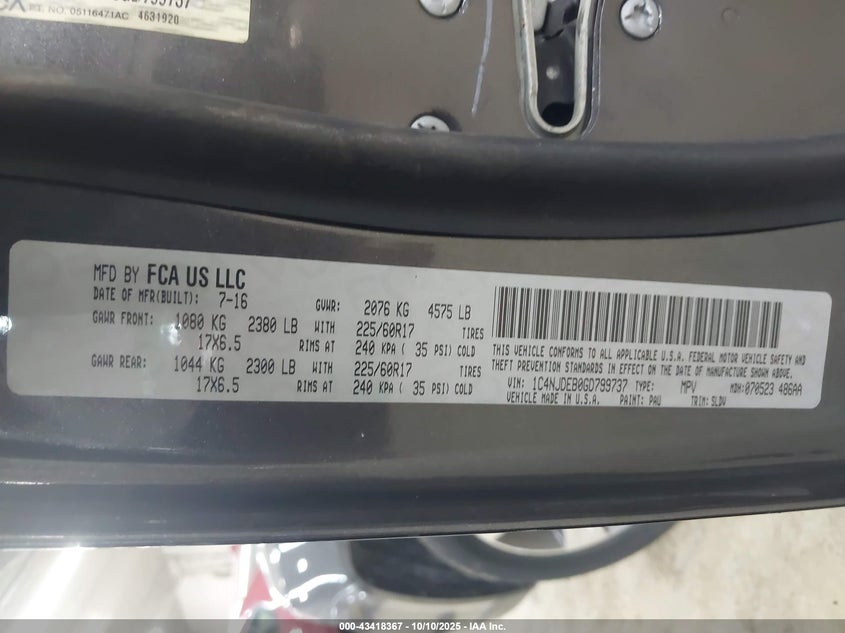 PT. NO. 05116471AC 4631920
MFD BY FCA US LLC
DATE OF MFR(BUILT): 7-16 GVWR: 2076 KG 4575 LB
GAWR FRONT: 1080 KG 2380 LB WITH 225/60R17 TIRES
17X6.5 RIMS AT 240 KPA ( 35 PSI) COLD
GAWR REAR: 1044 KG 2300 LB WITH 225/60R17 TIRES
17X6.5 RIMS AT 240 KPA ( 35 PSI) COLD
THIS VEHICLE CONFORMS TO ALL APPLICABLE U.S.A. FEDERAL MOTOR VEHICLE SAFETY AND
THEFT PREVENTION STANDARDS IN EFFECT ON THE DATE OF MANUFACTURE SHOWN ABOVE.
VIN: 1C4NJDEB0GD799737 TYPE: MPV MDH:070523 486AA
VEHICLE MADE IN U.S.A. PAINT: PAU TRIM: SLDV
000-43418367 - 10/10/2025 - IAA Inc.